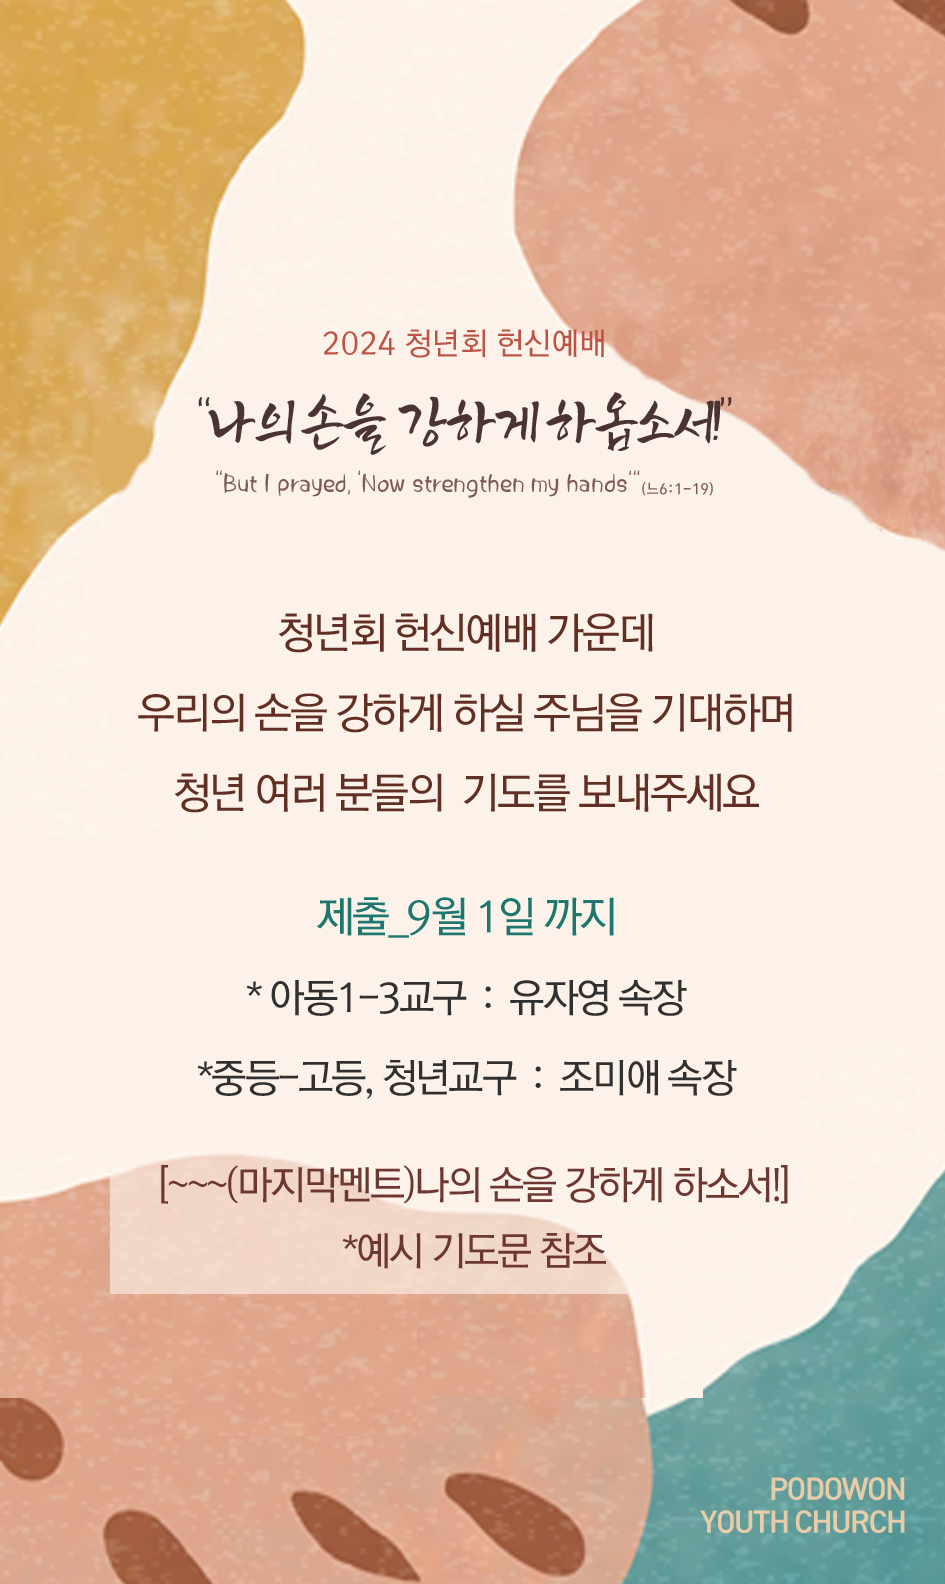 2024 청년회 헌신예배
“나의 손을 강하게 하옵소서!”
“But I prayed, ‘Now strengthen my hands’“ (느6:1-19)
청년회 헌신예배 가운데
우리의 손을 강하게 하실 주님을 기대하며
청년 여러 분들의 기도를 보내주세요
제출_9월 1일 까지
* 아동1-3교구 : 유자영 속장
*중등-고등, 청년교구 : 조미애 속장
[~~~(마지막멘트)나의 손을 강하게 하소서!]
*예시 기도문 참조
PODOWON
YOUTH CHURCH